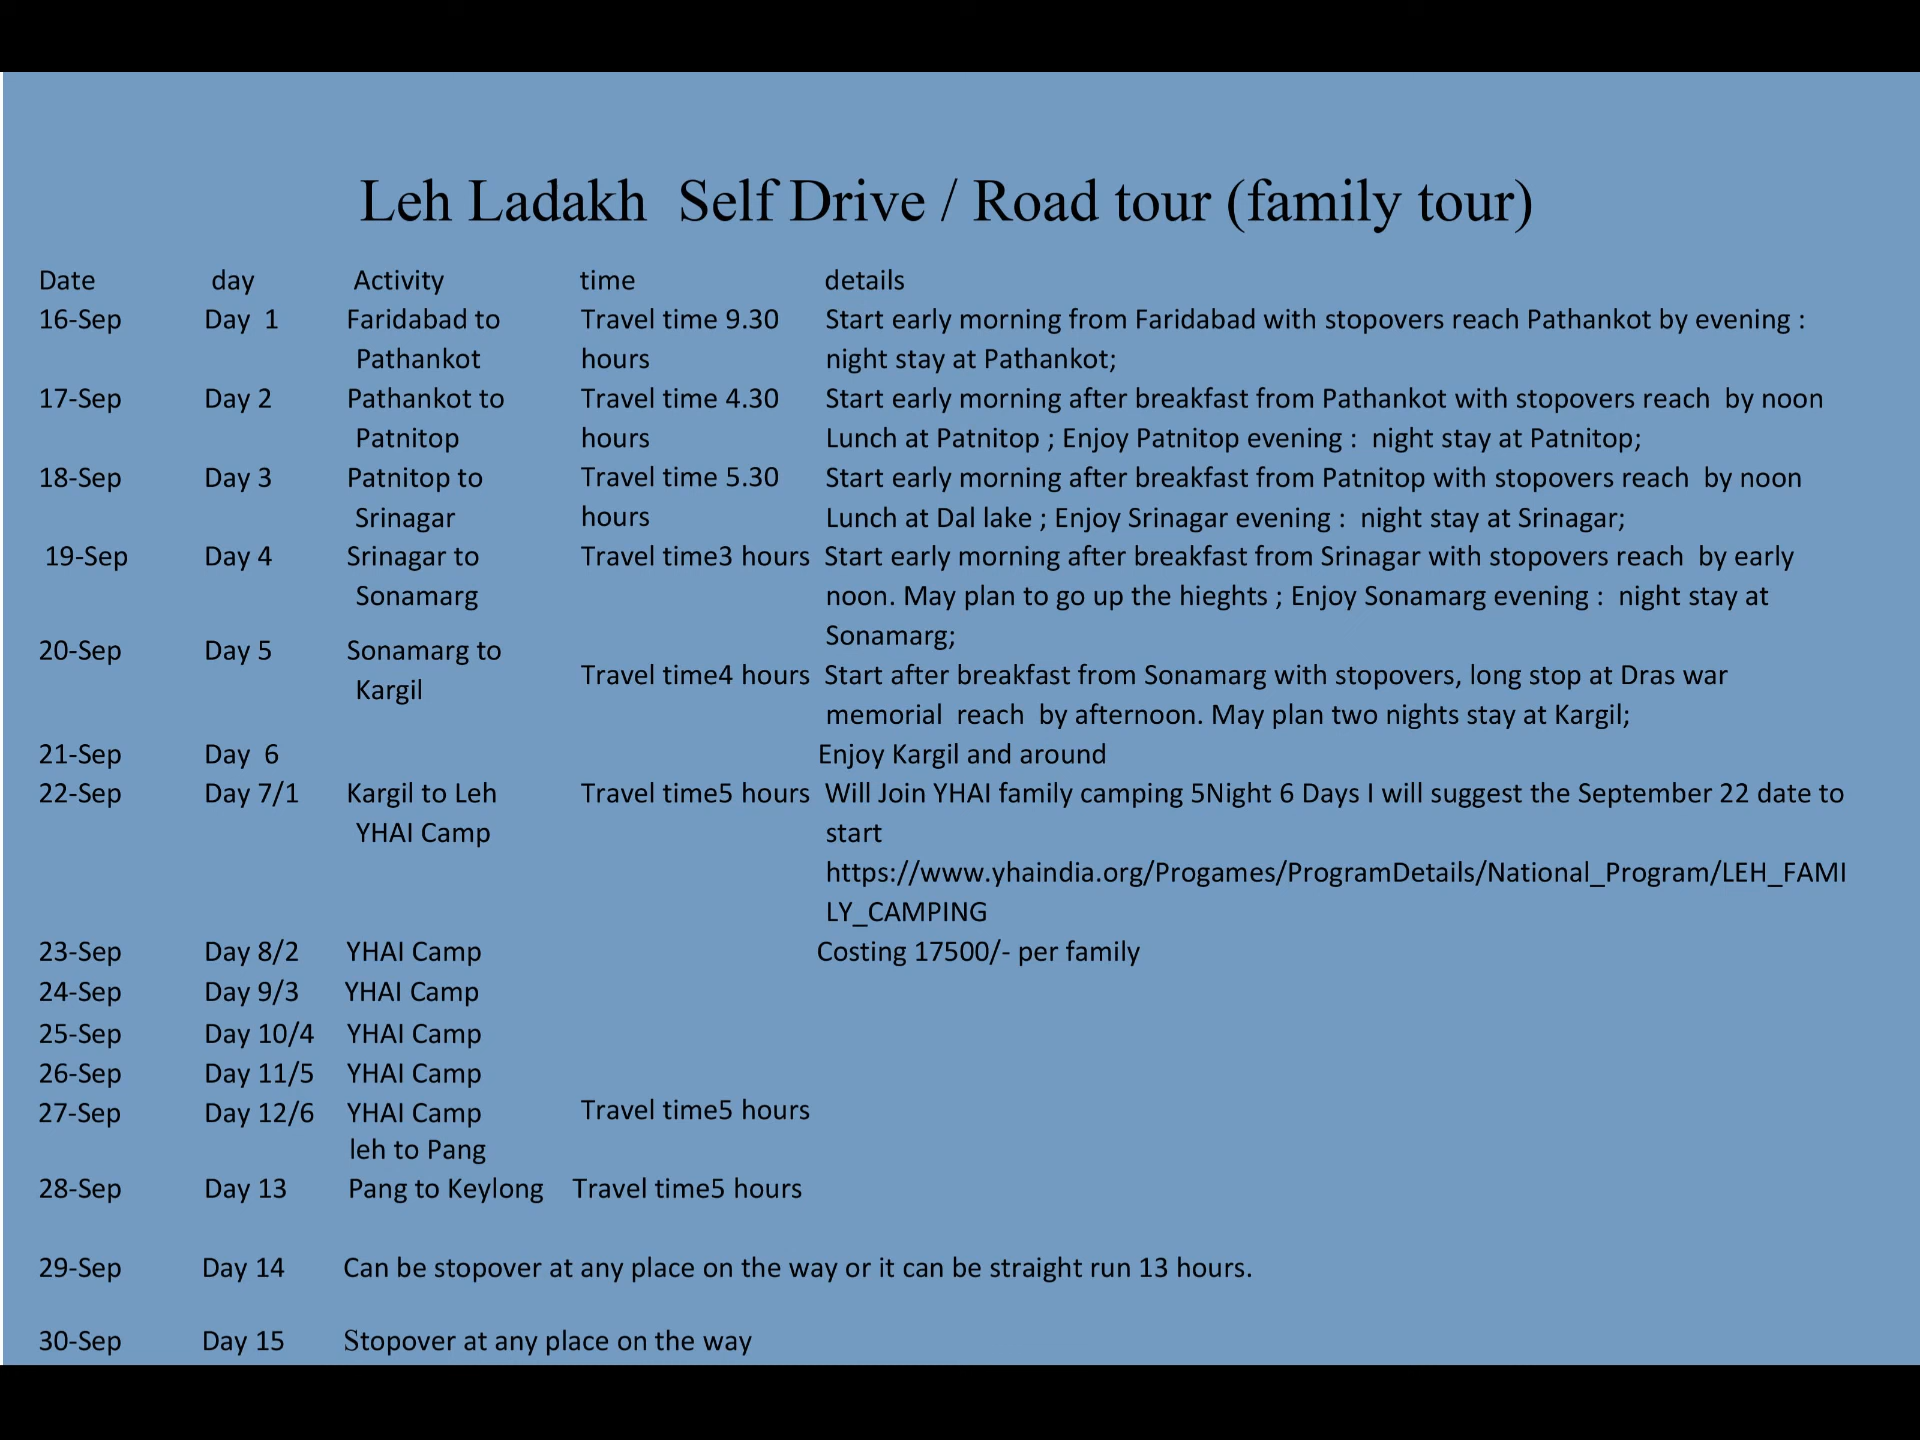 Leh Ladakh  Self Drive / Road tour (family tour)
Date day Activity time details
16-Sep Day  1 Faridabad to Travel time 9.30 Start early morning from Faridabad with stopovers reach Pathankot by evening :
Pathankot hours night stay at Pathankot;
17-Sep Day 2 Pathankot to Travel time 4.30 Start early morning after breakfast from Pathankot with stopovers reach  by noon
Patnitop hours Lunch at Patnitop ; Enjoy Patnitop evening :  night stay at Patnitop;
18-Sep Day 3 Patnitop to Travel time 5.30 Start early morning after breakfast from Patnitop with stopovers reach  by noon
Srinagar hours Lunch at Dal lake ; Enjoy Srinagar evening :  night stay at Srinagar;
19-Sep Day 4 Srinagar to Travel time3 hours Start early morning after breakfast from Srinagar with stopovers reach  by early
Sonamarg noon. May plan to go up the hieghts ; Enjoy Sonamarg evening :  night stay at
Sonamarg;
20-Sep Day 5 Sonamarg to
Travel time4 hours Start after breakfast from Sonamarg with stopovers, long stop at Dras war
Kargil memorial  reach  by afternoon. May plan two nights stay at Kargil;
21-Sep Day  6 Enjoy Kargil and around
22-Sep Day 7/1 Kargil to Leh Travel time5 hours Will Join YHAI family camping 5Night 6 Days I will suggest the September 22 date to
YHAI Camp start
https://www.yhaindia.org/Progames/ProgramDetails/National_Program/LEH_FAMI
LY_CAMPING
23-Sep Day 8/2 YHAI Camp Costing 17500/- per family
24-Sep Day 9/3 YHAI Camp
25-Sep Day 10/4 YHAI Camp
26-Sep Day 11/5 YHAI Camp
27-Sep Day 12/6 YHAI Camp Travel time5 hours
leh to Pang
28-Sep Day 13 Pang to Keylong Travel time5 hours
29-Sep Day 14 Can be stopover at any place on the way or it can be straight run 13 hours.
30-Sep Day 15 Stopover at any place on the way